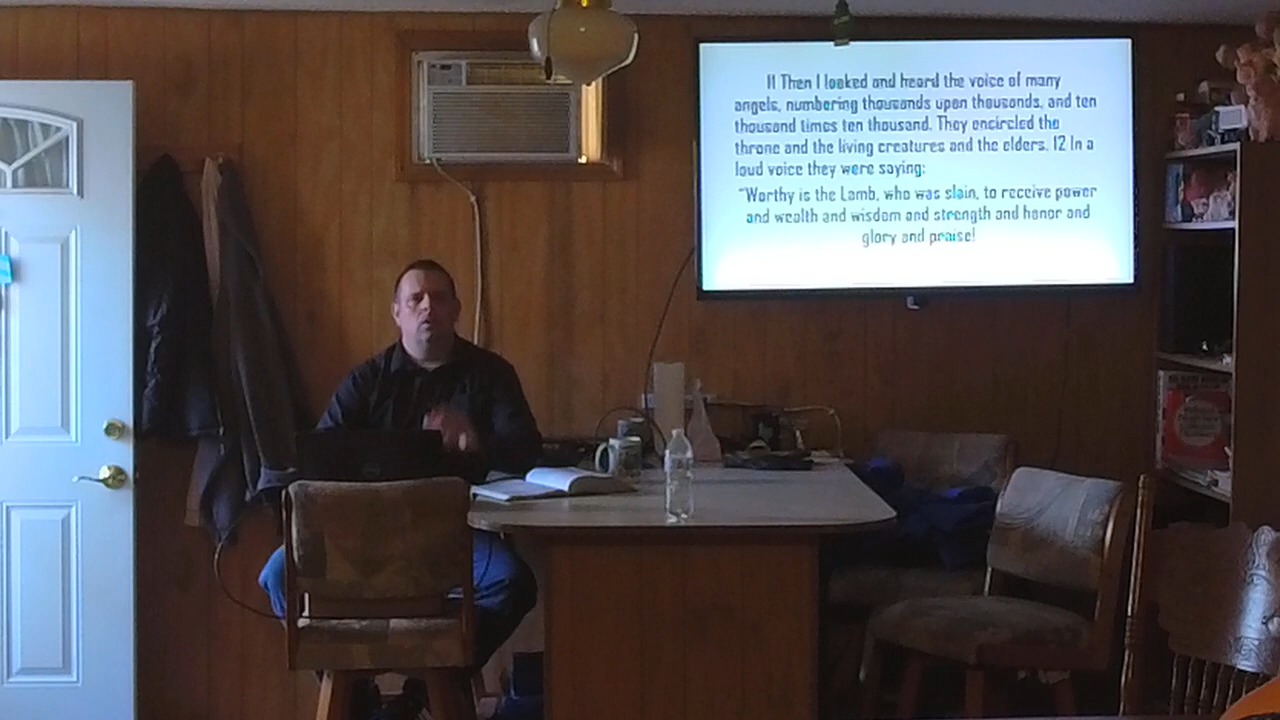 11 Then I looked and heard the voice of many
angels, numbering thousands upon thousands, and ten
thousand times ten thousand. They encircled the
throne and the living creatures and the elders. 12 In a
loud voice they were saying:
“Worthy is the Lamb, who was slain, to receive power
and wealth and wisdom and strength and honor and
glory and praise!